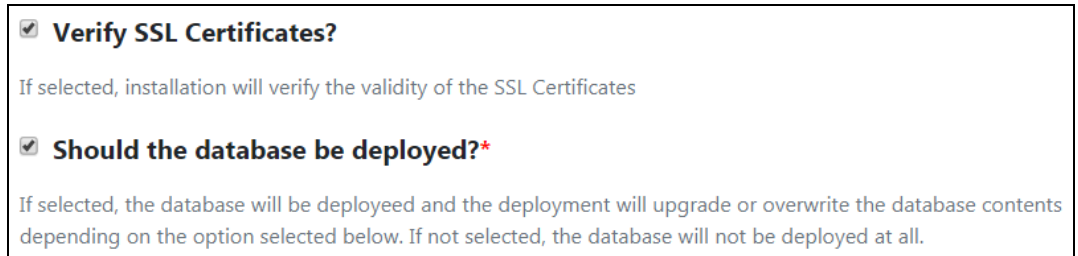 Verify SSL Certificates?
If selected, installation will verify the validity of the SSL Certificates
Should the database be deployed?*
If selected, the database will be deployeed and the deployment will upgrade or overwrite the database contents
depending on the option selected below. If not selected, the database will not be deployed at all.